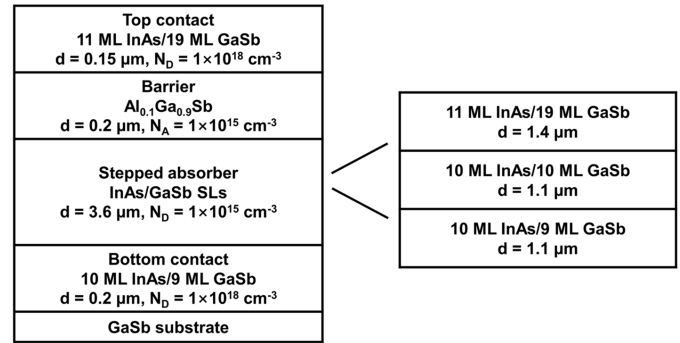 Top contact
11 ML InAs/19 ML GaSb
d = 0.15 µm, N_D = 1×10^18 cm^-3
Barrier
Al_0.1Ga_0.9Sb
d = 0.2 µm, N_A = 1×10^15 cm^-3
Stepped absorber
InAs/GaSb SLs
d = 3.6 µm, N_D = 1×10^15 cm^-3
Bottom contact
10 ML InAs/9 ML GaSb
d = 0.2 µm, N_D = 1×10^18 cm^-3
GaSb substrate
11 ML InAs/19 ML GaSb
d = 1.4 µm
10 ML InAs/10 ML GaSb
d = 1.1 µm
10 ML InAs/9 ML GaSb
d = 1.1 µm